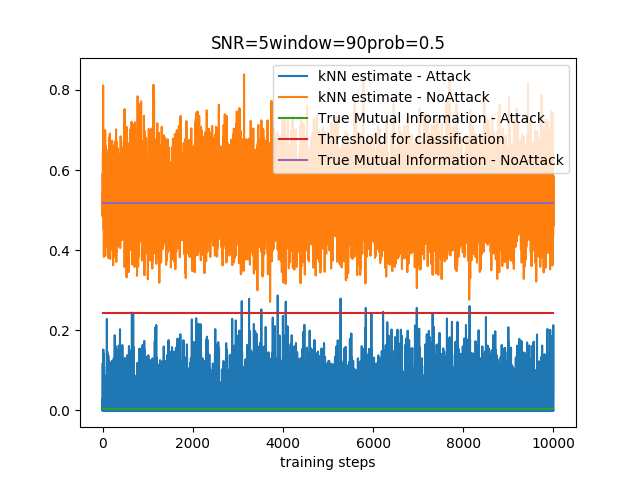 SNR=5window=90prob=0.5
kNN estimate - Attack
kNN estimate - NoAttack
True Mutual Information - Attack
Threshold for classification
True Mutual Information - NoAttack
0.8
0.6
0.4
0.2
0.0
0 2000 4000 6000 8000 10000
training steps